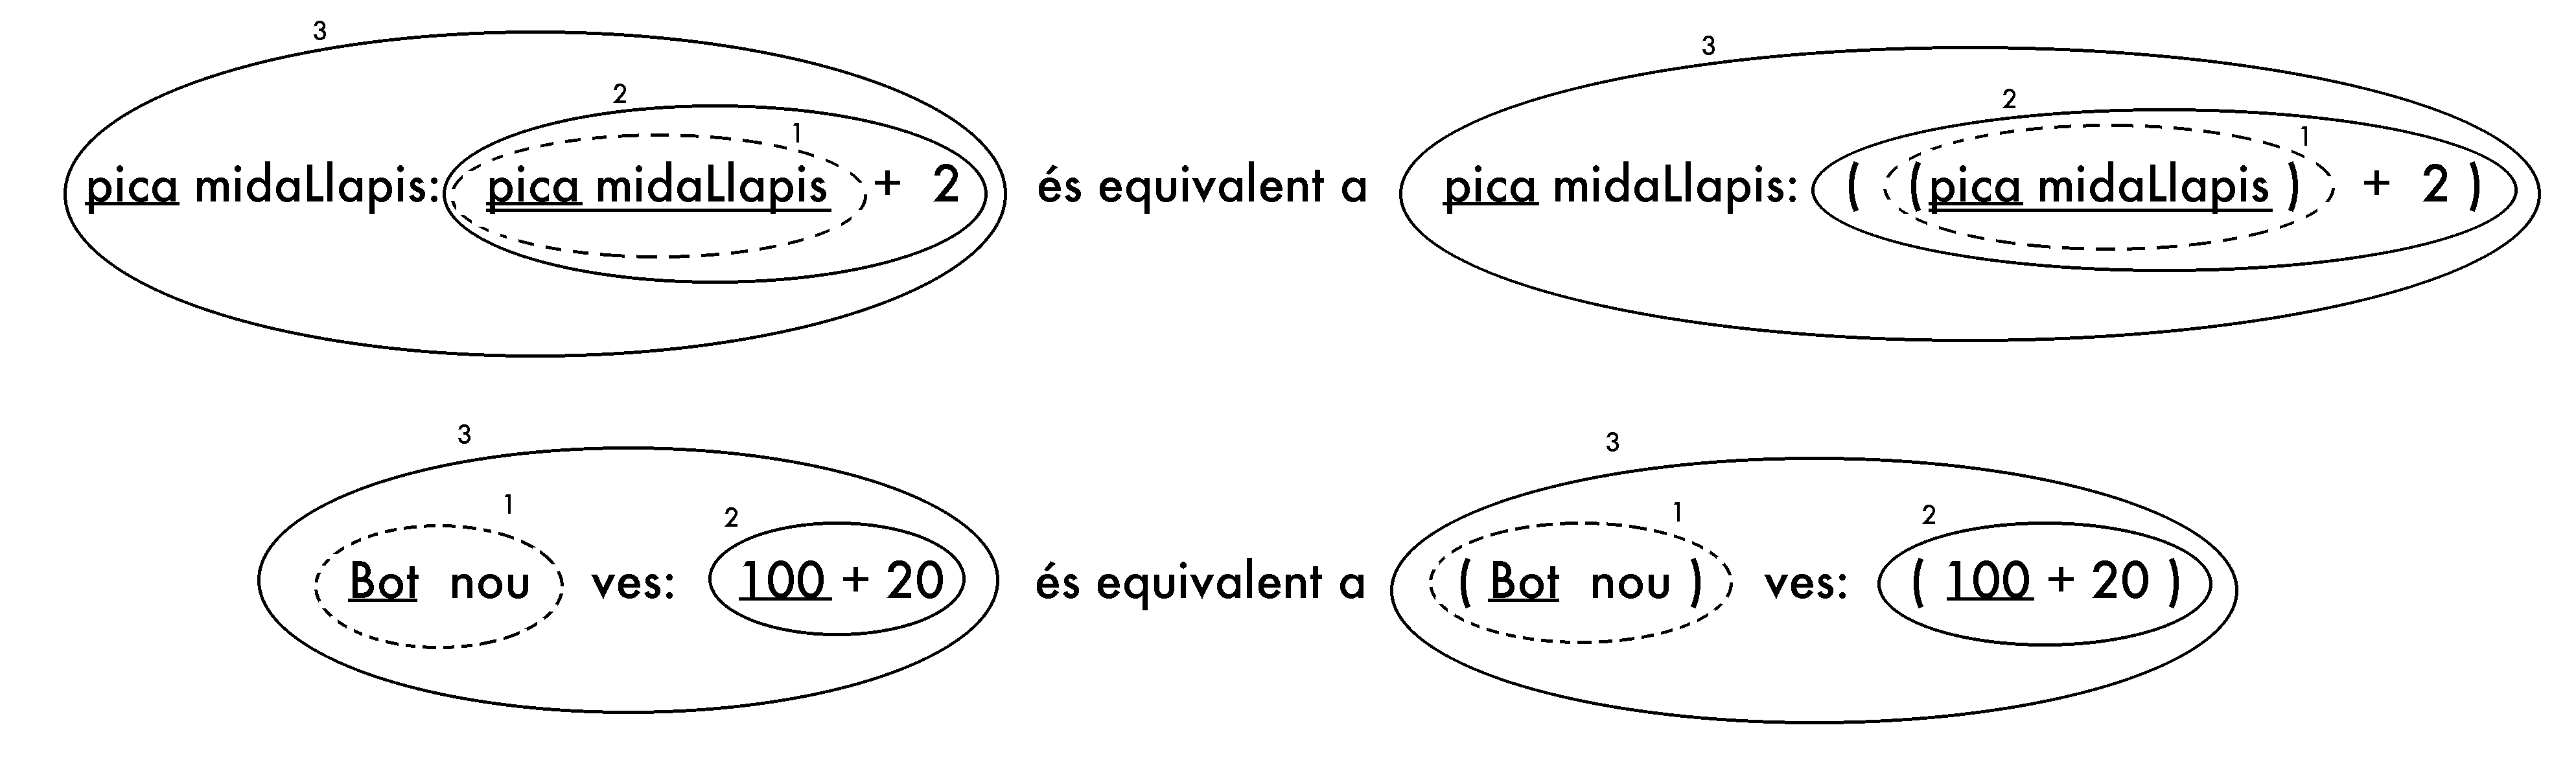 3 3
2 2
1 1
pica midaLlapis: pica midaLlapis + 2 és equivalent a pica midaLlapis: ( ( pica midaLlapis ) + 2 )
3 3
1 2 1 2
Bot nou ves: 100 + 20 és equivalent a ( Bot nou ) ves: ( 100 + 20 )